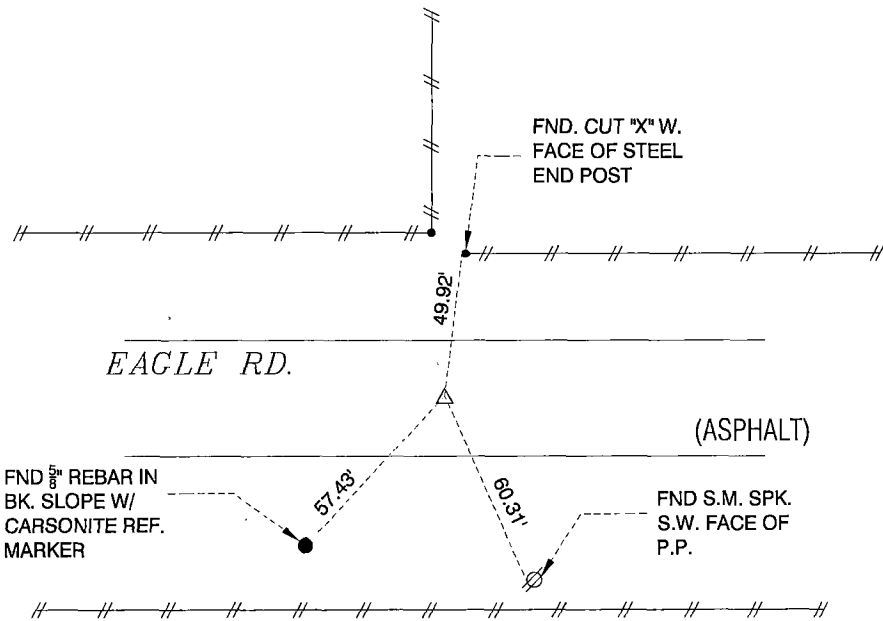 FND. CUT "X" W.
FACE OF STEEL
END POST
49.92'
EAGLE RD.
(ASPHALT)
57.43'
60.31'
FND 5/8" REBAR IN
BK. SLOPE W/
CARSONITE REF.
MARKER
FND S.M. SPK.
S.W. FACE OF
P.P.